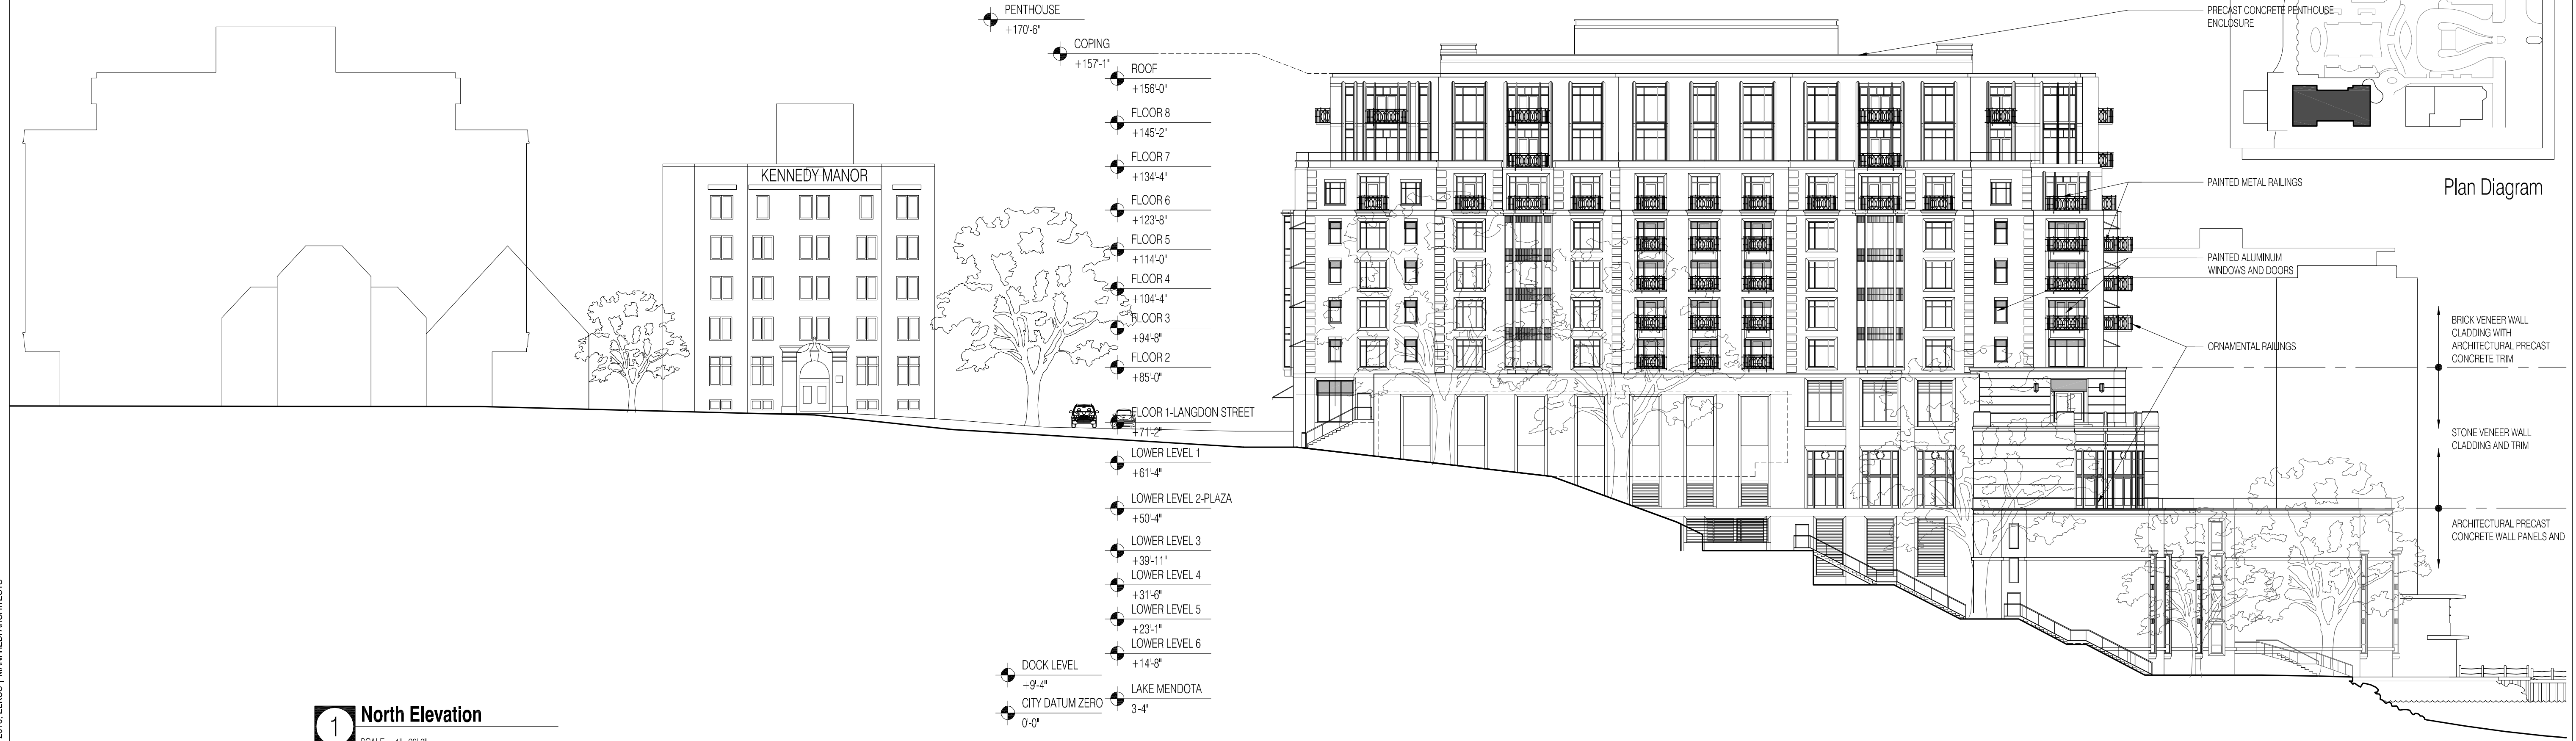 PENTHOUSE
+170'-6"
COPING
+157'-1"
ROOF
+156'-0"
FLOOR 8
+145'-2"
FLOOR 7
+134'-4"
FLOOR 6
+123'-8"
FLOOR 5
+114'-0"
FLOOR 4
+104'-4"
FLOOR 3
+94'-8"
FLOOR 2
+85'-0"
FLOOR 1-LANGDON STREET
+71'-2"
LOWER LEVEL 1
+61'-4"
LOWER LEVEL 2-PLAZA
+50'-4"
LOWER LEVEL 3
+39'-11"
LOWER LEVEL 4
+31'-6"
LOWER LEVEL 5
+23'-1"
LOWER LEVEL 6
+14'-8"
DOCK LEVEL
+9'-4"
LAKE MENDOTA
3'-4"
CITY DATUM ZERO
0'-0"
KENNEDY MANOR
PRECAST CONCRETE PENTHOUSE
ENCLOSURE
PAINTED METAL RAILINGS
PAINTED ALUMINUM
WINDOWS AND DOORS
ORNAMENTAL RAILINGS
Plan Diagram
BRICK VENEER WALL
CLADDING WITH
ARCHITECTURAL PRECAST
CONCRETE TRIM
STONE VENEER WALL
CLADDING AND TRIM
ARCHITECTURAL PRECAST
CONCRETE WALL PANELS AND
1
North Elevation